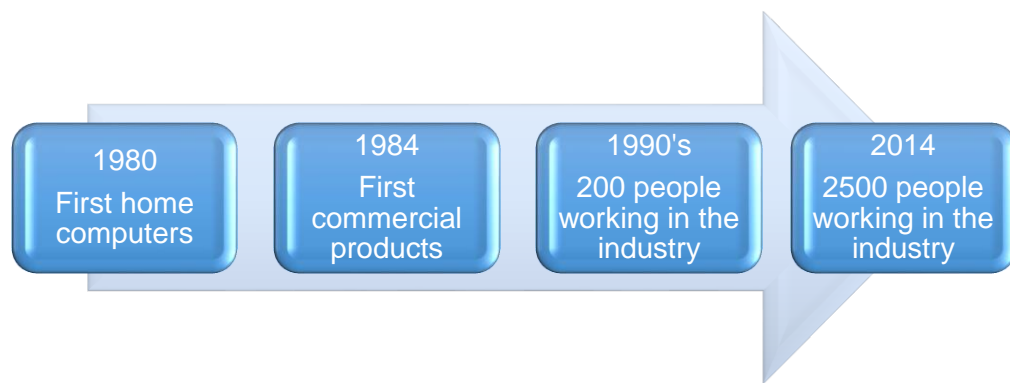 1980
First home
computers
1984
First
commercial
products
1990's
200 people
working in the
industry
2014
2500 people
working in the
industry